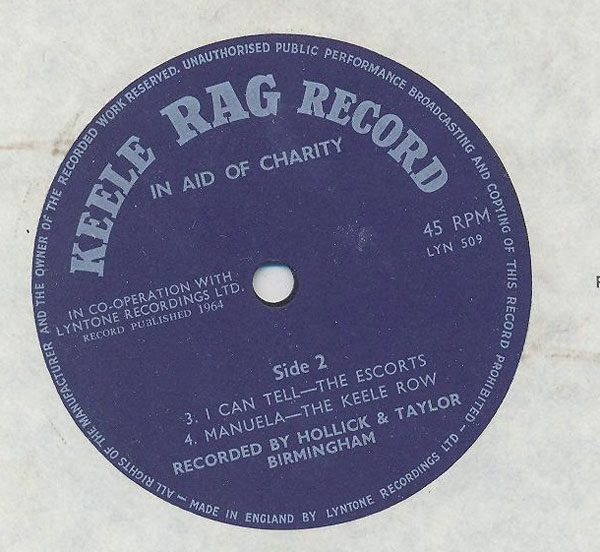 ALL RIGHTS OF THE MANUFACTURER AND THE OWNER OF THE RECORDED WORK RESERVED. UNAUTHORISED PUBLIC PERFORMANCE BROADCASTING AND COPYING OF THIS RECORD PROHIBITED – MADE IN ENGLAND BY LYNTONE RECORDINGS LTD –
KEELE RAG RECORD
IN AID OF CHARITY
45 RPM
LYN 509
IN CO-OPERATION WITH
LYNTONE RECORDINGS LTD.
RECORD PUBLISHED 1964
Side 2
3. I CAN TELL—THE ESCORTS
4. MANUELA—THE KEELE ROW
RECORDED BY HOLLICK & TAYLOR
BIRMINGHAM